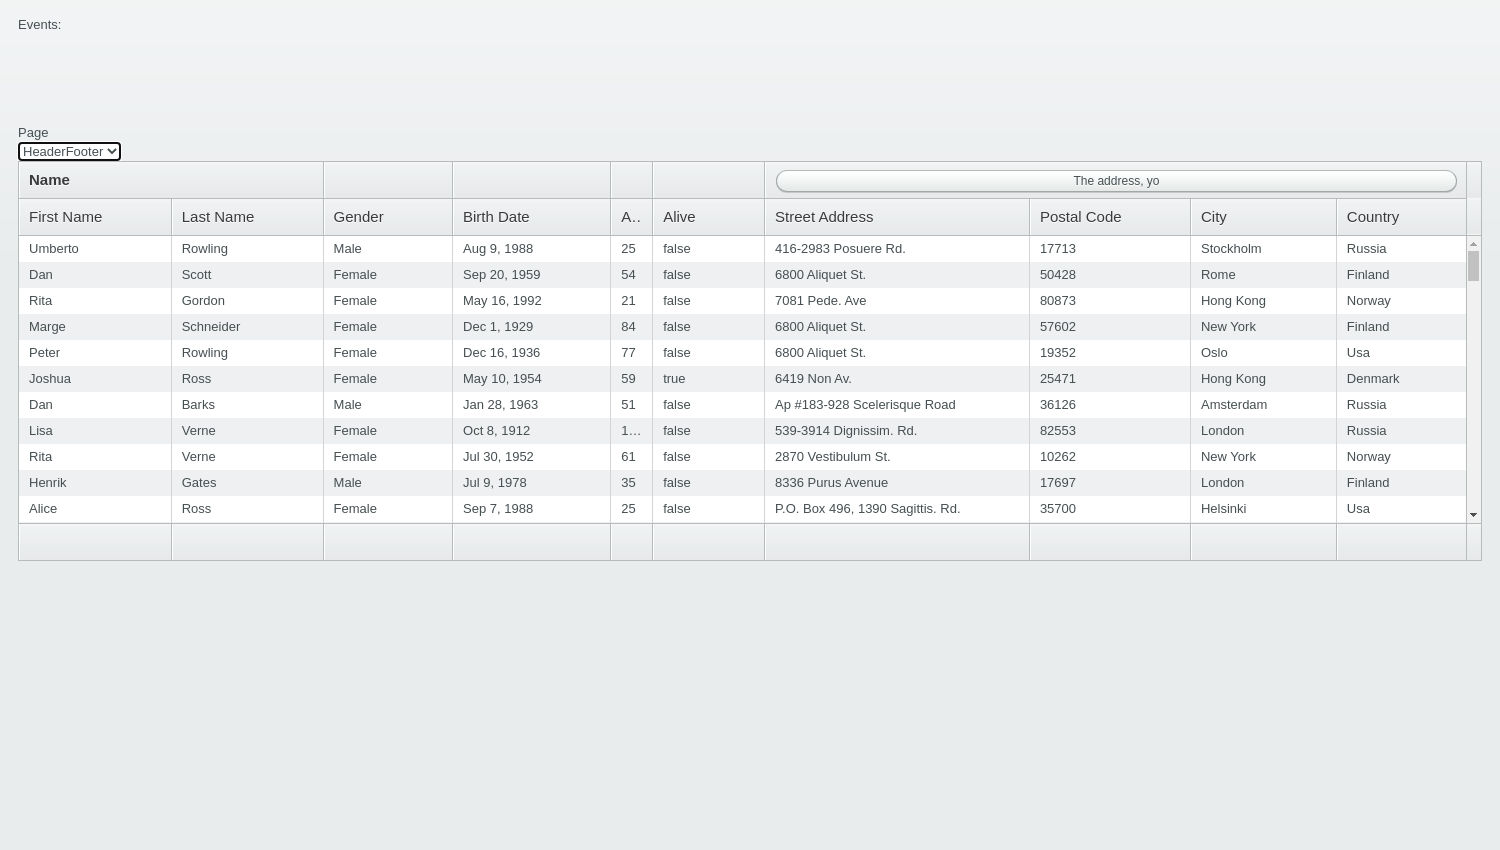 Events:
Page
HeaderFooter
Name The address, yo
First Name Last Name Gender Birth Date A.. Alive Street Address Postal Code City Country
Umberto Rowling Male Aug 9, 1988 25 false 416-2983 Posuere Rd. 17713 Stockholm Russia
Dan Scott Female Sep 20, 1959 54 false 6800 Aliquet St. 50428 Rome Finland
Rita Gordon Female May 16, 1992 21 false 7081 Pede. Ave 80873 Hong Kong Norway
Marge Schneider Female Dec 1, 1929 84 false 6800 Aliquet St. 57602 New York Finland
Peter Rowling Female Dec 16, 1936 77 false 6800 Aliquet St. 19352 Oslo Usa
Joshua Ross Female May 10, 1954 59 true 6419 Non Av. 25471 Hong Kong Denmark
Dan Barks Male Jan 28, 1963 51 false Ap #183-928 Scelerisque Road 36126 Amsterdam Russia
Lisa Verne Female Oct 8, 1912 1... false 539-3914 Dignissim. Rd. 82553 London Russia
Rita Verne Female Jul 30, 1952 61 false 2870 Vestibulum St. 10262 New York Norway
Henrik Gates Male Jul 9, 1978 35 false 8336 Purus Avenue 17697 London Finland
Alice Ross Female Sep 7, 1988 25 false P.O. Box 496, 1390 Sagittis. Rd. 35700 Helsinki Usa